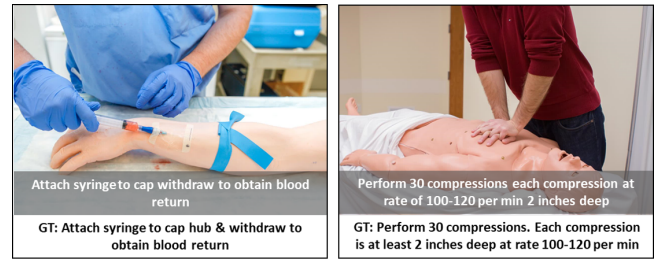 Attach syringe to cap withdraw to obtain blood
return
GT: Attach syringe to cap hub & withdraw to
obtain blood return
Perform 30 compressions each compression at
rate of 100-120 per min 2 inches deep
GT: Perform 30 compressions. Each compression
is at least 2 inches deep at rate 100-120 per min